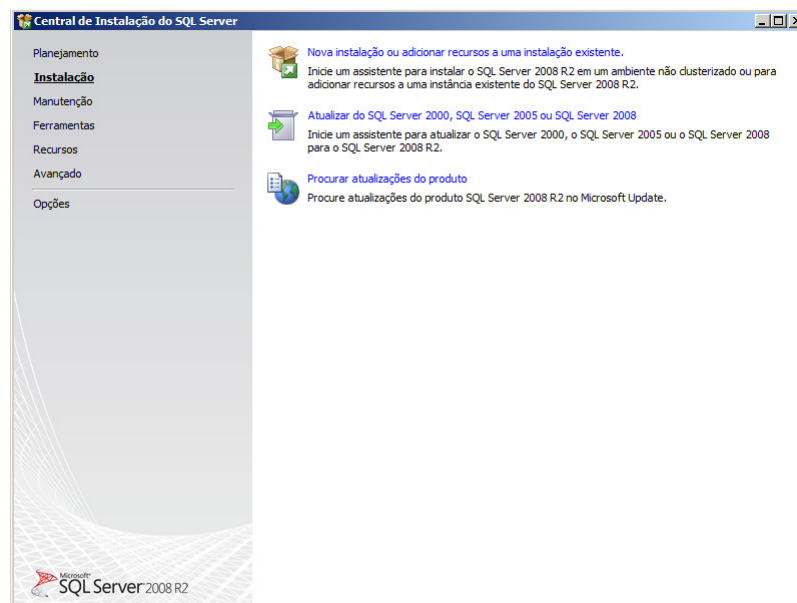 Central de Instalação do SQL Server
Planejamento
Instalação
Manutenção
Ferramentas
Recursos
Avançado
Opções
Nova instalação ou adicionar recursos a uma instalação existente.
Inicie um assistente para instalar o SQL Server 2008 R2 em um ambiente não clusterizado ou para
adicionar recursos a uma instância existente do SQL Server 2008 R2.
Atualizar do SQL Server 2000, SQL Server 2005 ou SQL Server 2008
Inicie um assistente para atualizar o SQL Server 2000, o SQL Server 2005 ou o SQL Server 2008
para o SQL Server 2008 R2.
Procurar atualizações do produto
Procure atualizações do produto SQL Server 2008 R2 no Microsoft Update.
Microsoft
SQL Server 2008 R2